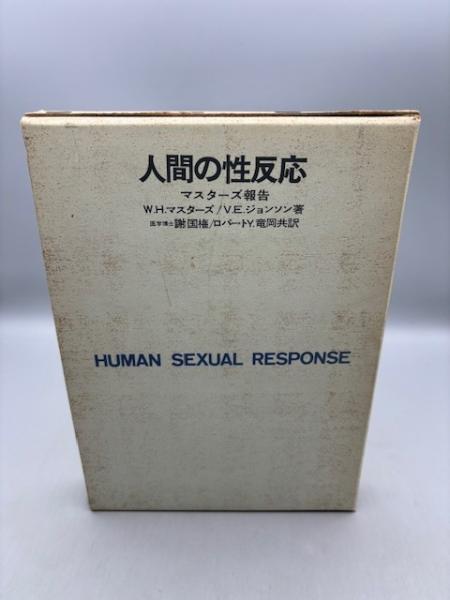 人間の性反応
マスターズ報告
W.H.マスターズ/V.E.ジョンソン著
医学博士謝国権/ロバートY.竜岡共訳
HUMAN SEXUAL RESPONSE